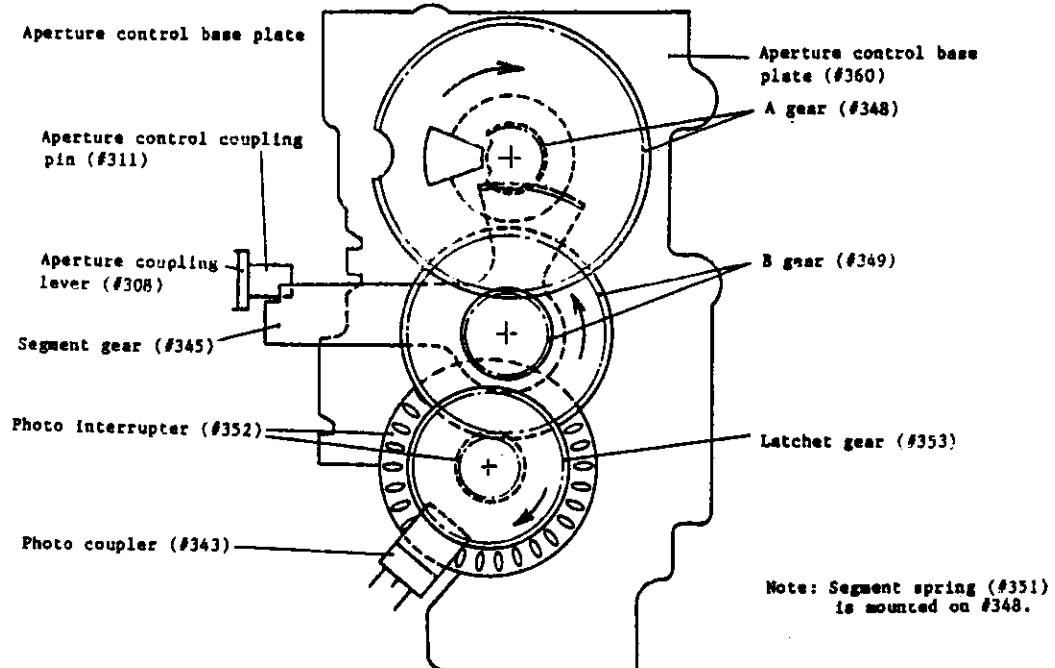 Aperture control base plate
Aperture control base
plate (#360)
A gear (#348)
Aperture control coupling
pin (#311)
Aperture coupling
lever (#308)
B gear (#349)
Segment gear (#345)
Photo interrupter (#352)
Latchet gear (#353)
Photo coupler (#343)
Note: Segment spring (#351)
is mounted on #348.